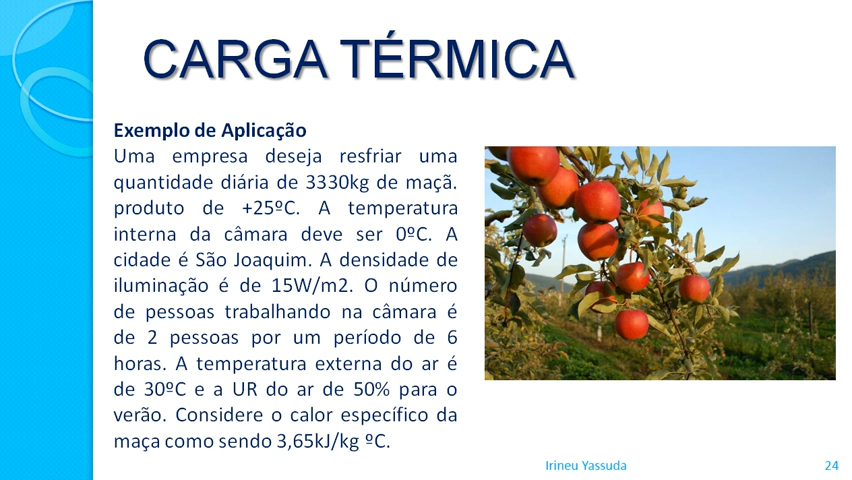 CARGA TÉRMICA
Exemplo de Aplicação
Uma empresa deseja resfriar uma
quantidade diária de 3330kg de maçã.
produto de +25ºC. A temperatura
interna da câmara deve ser 0ºC. A
cidade é São Joaquim. A densidade de
iluminação é de 15W/m2. O número
de pessoas trabalhando na câmara é
de 2 pessoas por um período de 6
horas. A temperatura externa do ar é
de 30ºC e a UR do ar de 50% para o
verão. Considere o calor específico da
maça como sendo 3,65kJ/kg ºC.
Irineu Yassuda
24